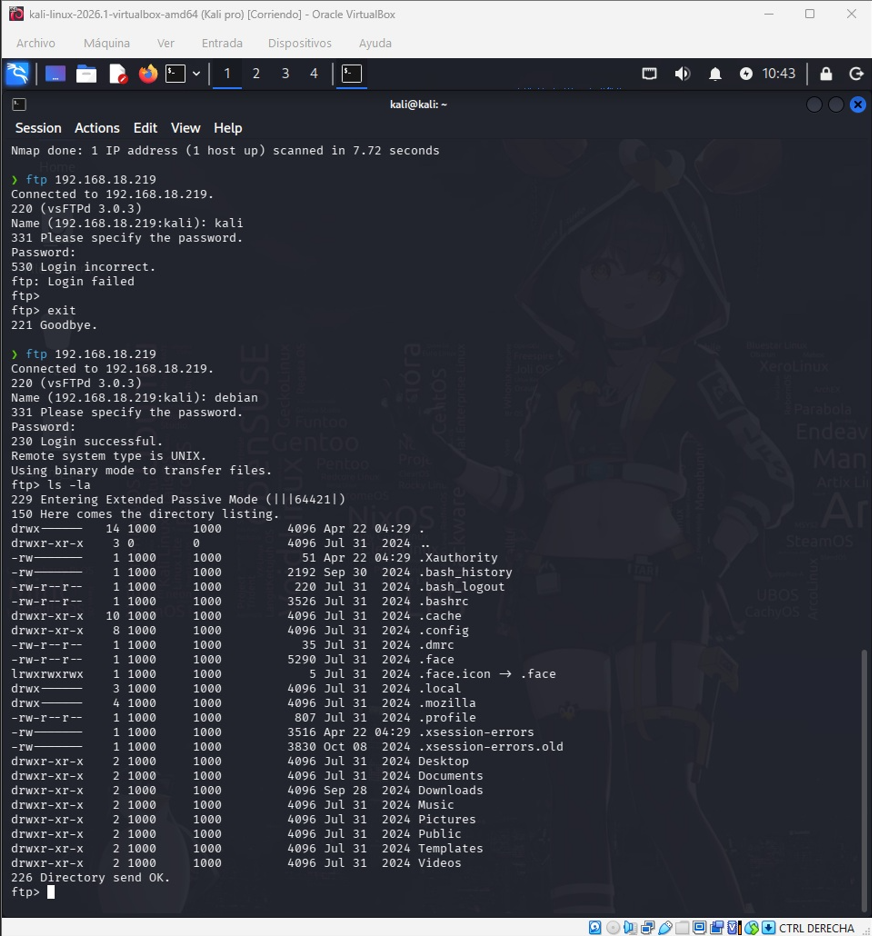 kali-linux-2026.1-virtualbox-amd64 (Kali pro) [Corriendo] - Oracle VirtualBox
Archivo Máquina Ver Entrada Dispositivos Ayuda
1 2 3 4 10:43
kali@kali: ~
Session Actions Edit View Help
Nmap done: 1 IP address (1 host up) scanned in 7.72 seconds
❯ ftp 192.168.18.219
Connected to 192.168.18.219.
220 (vsFTPd 3.0.3)
Name (192.168.18.219:kali): kali
331 Please specify the password.
Password:
530 Login incorrect.
ftp: Login failed
ftp>
ftp> exit
221 Goodbye.
❯ ftp 192.168.18.219
Connected to 192.168.18.219.
220 (vsFTPd 3.0.3)
Name (192.168.18.219:kali): debian
331 Please specify the password.
Password:
230 Login successful.
Remote system type is UNIX.
Using binary mode to transfer files.
ftp> ls -la
229 Entering Extended Passive Mode (|||64421|)
150 Here comes the directory listing.
drwx------ 14 1000 1000 4096 Apr 22 04:29 .
drwxr-xr-x 3 0 0 4096 Jul 31 2024 ..
-rw------- 1 1000 1000 51 Apr 22 04:29 .Xauthority
-rw------- 1 1000 1000 2192 Sep 30 2024 .bash_history
-rw-r--r-- 1 1000 1000 220 Jul 31 2024 .bash_logout
-rw-r--r-- 1 1000 1000 3526 Jul 31 2024 .bashrc
drwxr-xr-x 10 1000 1000 4096 Jul 31 2024 .cache
drwxr-xr-x 8 1000 1000 4096 Jul 31 2024 .config
-rw-r--r-- 1 1000 1000 35 Jul 31 2024 .dmrc
-rw-r--r-- 1 1000 1000 5290 Jul 31 2024 .face
lrwxrwxrwx 1 1000 1000 5 Jul 31 2024 .face.icon -> .face
drwx------ 3 1000 1000 4096 Jul 31 2024 .local
drwx------ 4 1000 1000 4096 Jul 31 2024 .mozilla
-rw-r--r-- 1 1000 1000 807 Jul 31 2024 .profile
-rw------- 1 1000 1000 3516 Apr 22 04:29 .xsession-errors
-rw------- 1 1000 1000 3830 Oct 08 2024 .xsession-errors.old
drwxr-xr-x 2 1000 1000 4096 Jul 31 2024 Desktop
drwxr-xr-x 2 1000 1000 4096 Jul 31 2024 Documents
drwxr-xr-x 2 1000 1000 4096 Sep 28 2024 Downloads
drwxr-xr-x 2 1000 1000 4096 Jul 31 2024 Music
drwxr-xr-x 2 1000 1000 4096 Jul 31 2024 Pictures
drwxr-xr-x 2 1000 1000 4096 Jul 31 2024 Public
drwxr-xr-x 2 1000 1000 4096 Jul 31 2024 Templates
drwxr-xr-x 2 1000 1000 4096 Jul 31 2024 Videos
226 Directory send OK.
ftp>
CTRL DERECHA